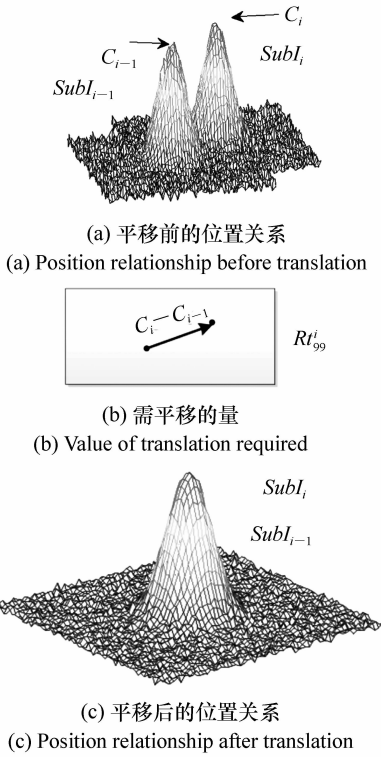 C_i
C_{i-1}
SubI_i
SubI_{i-1}
(a) 平移前的位置关系
(a) Position relationship before translation
C_i-C_{i-1}
Rt_{99}^i
(b) 需平移的量
(b) Value of translation required
SubI_i
SubI_{i-1}
(c) 平移后的位置关系
(c) Position relationship after translation